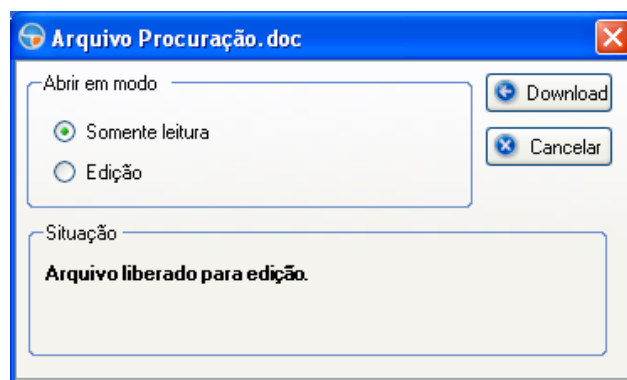 Arquivo Procuração.doc
Abrir em modo
Download
Somente leitura
Cancelar
Edição
Situação
Arquivo liberado para edição.